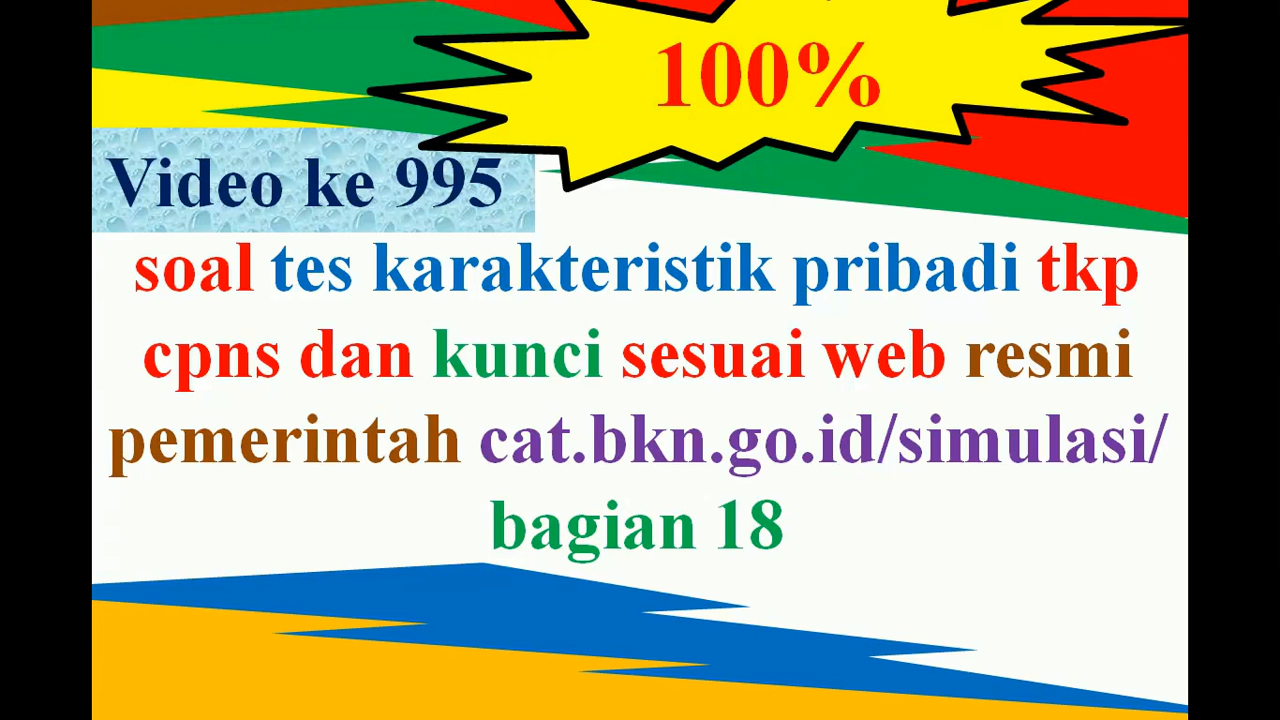 100%
Video ke 995
soal tes karakteristik pribadi tkp
cpns dan kunci sesuai web resmi
pemerintah cat.bkn.go.id/simulasi/
bagian 18